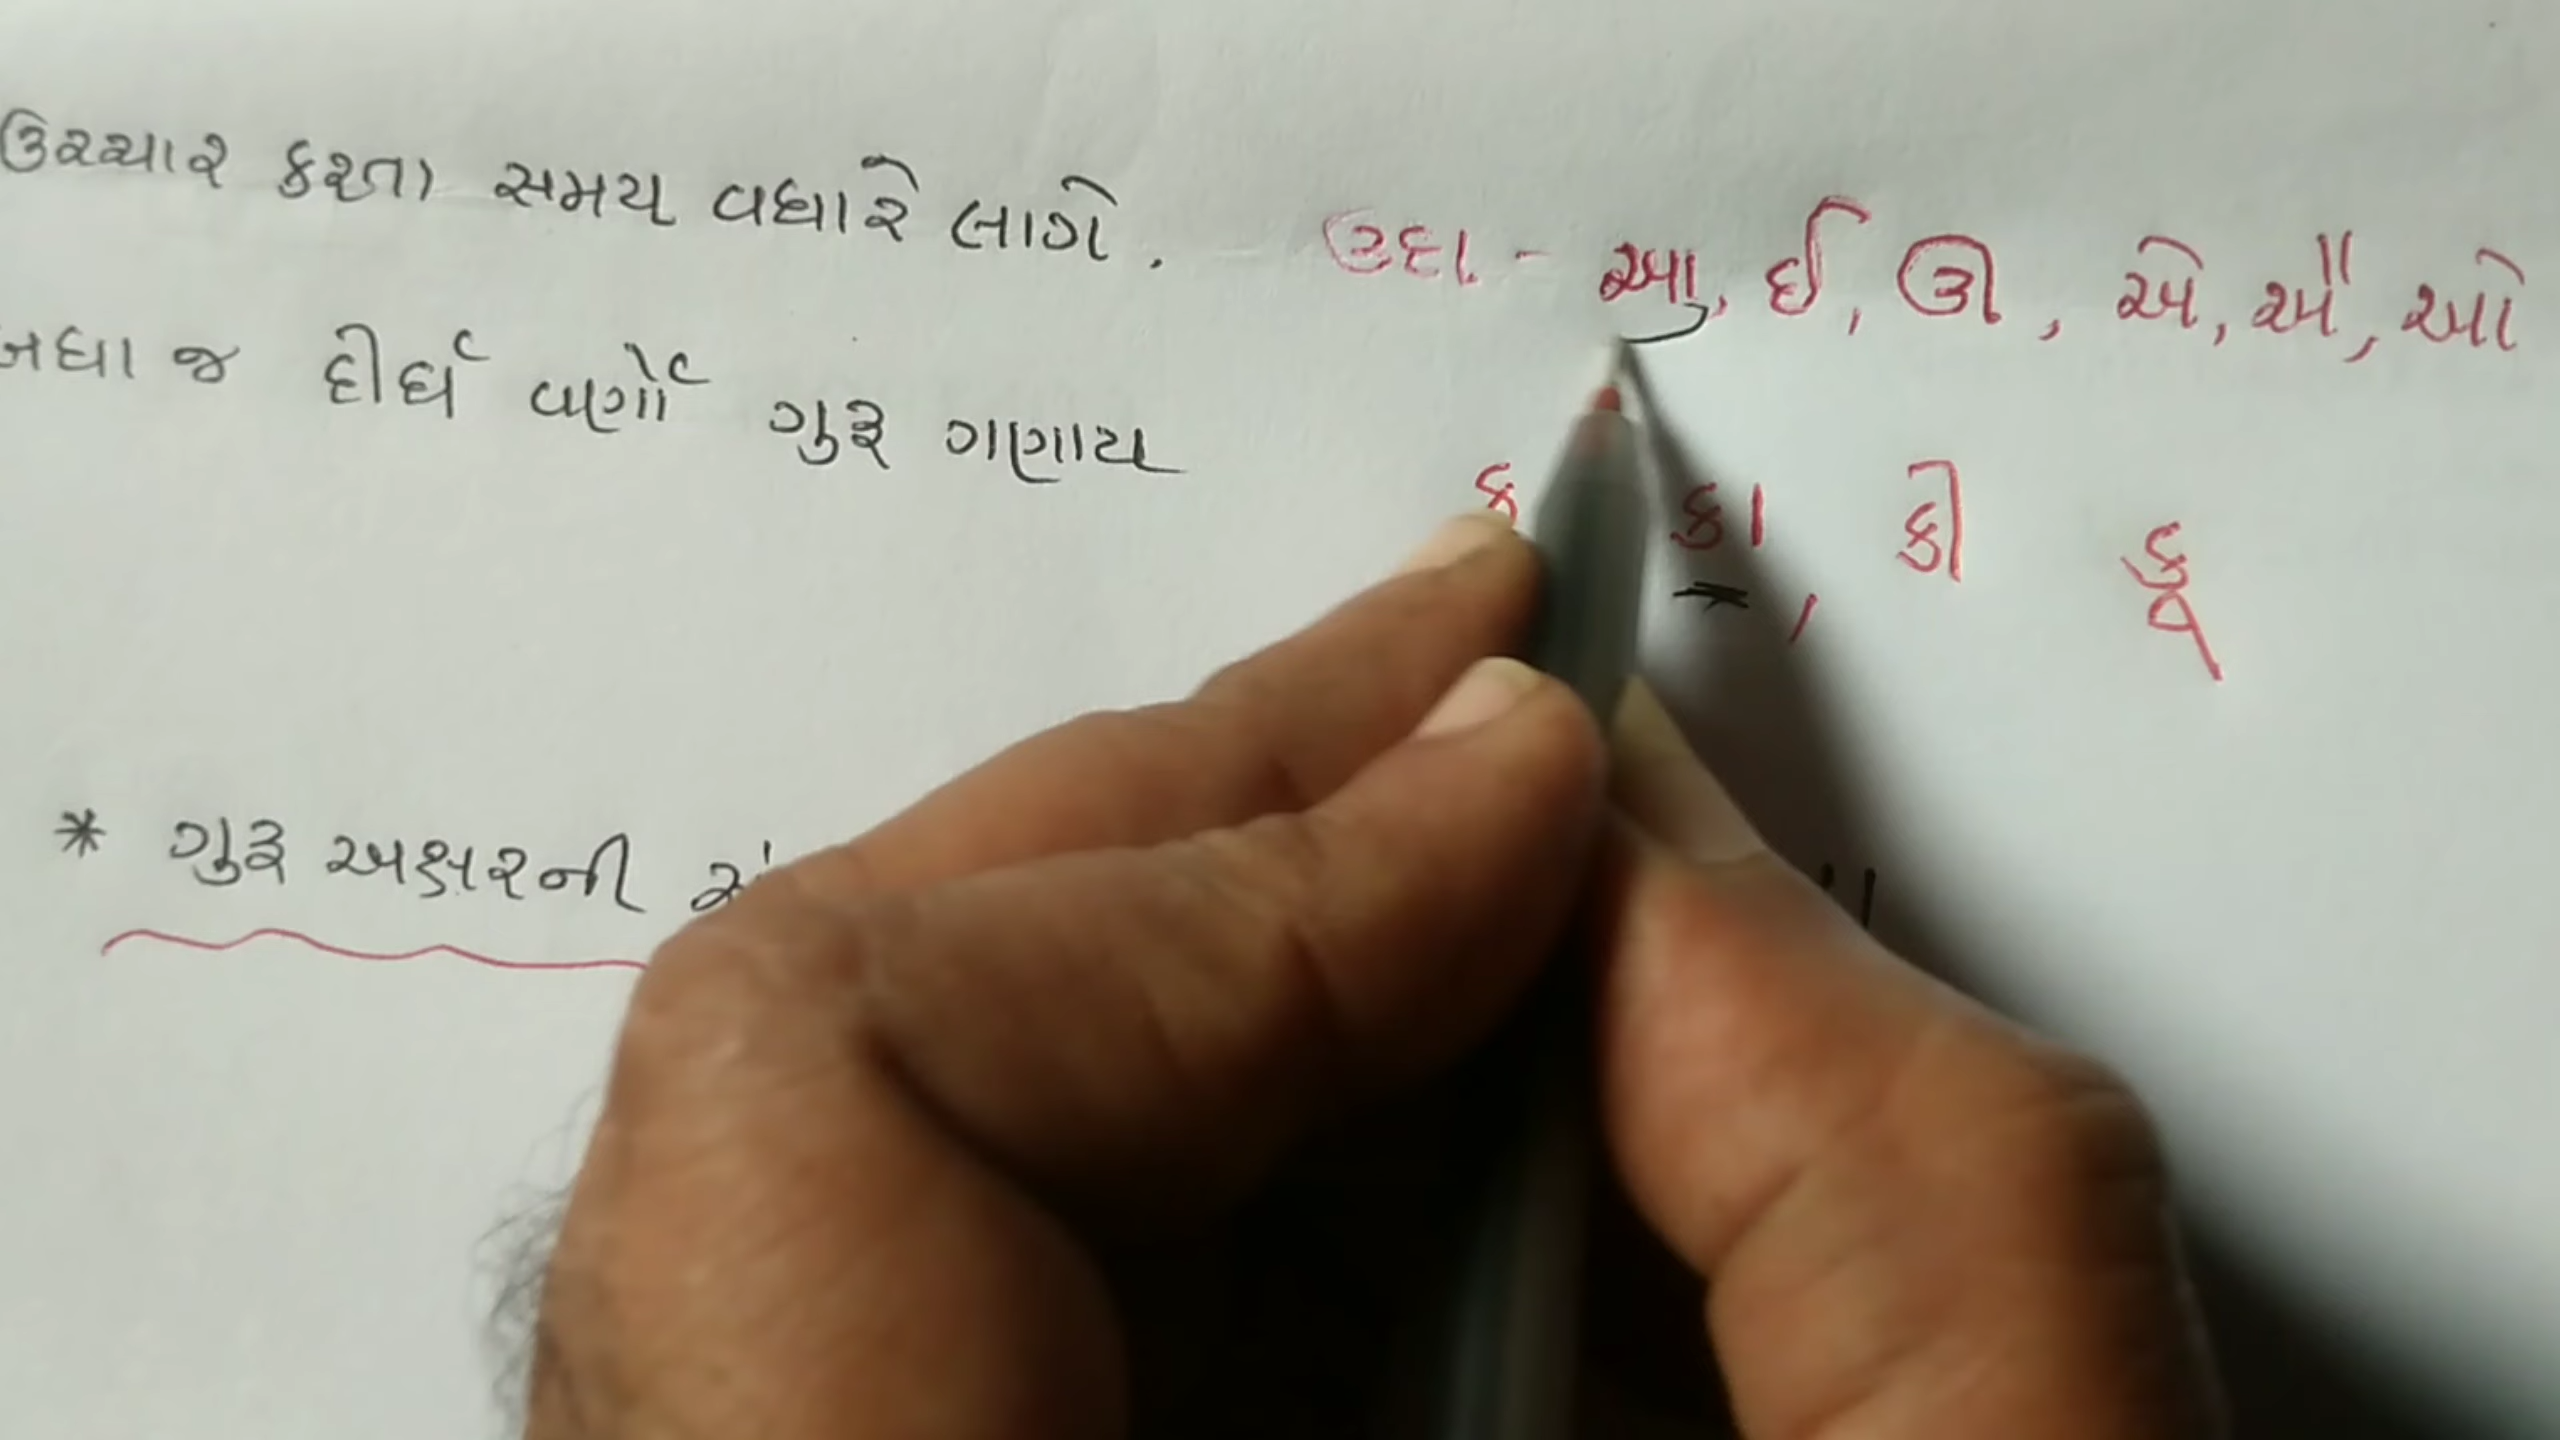 ઉચ્ચાર કરતા સમય વધારે લાગે. ઉદા. - આ, ઈ, ઊ, એ, ઐ, ઓ
બધા જ દીર્ઘ વર્ણો ગુરૂ ગણાય
ક કા, કી કૂ
* ગુરૂ અક્ષરની